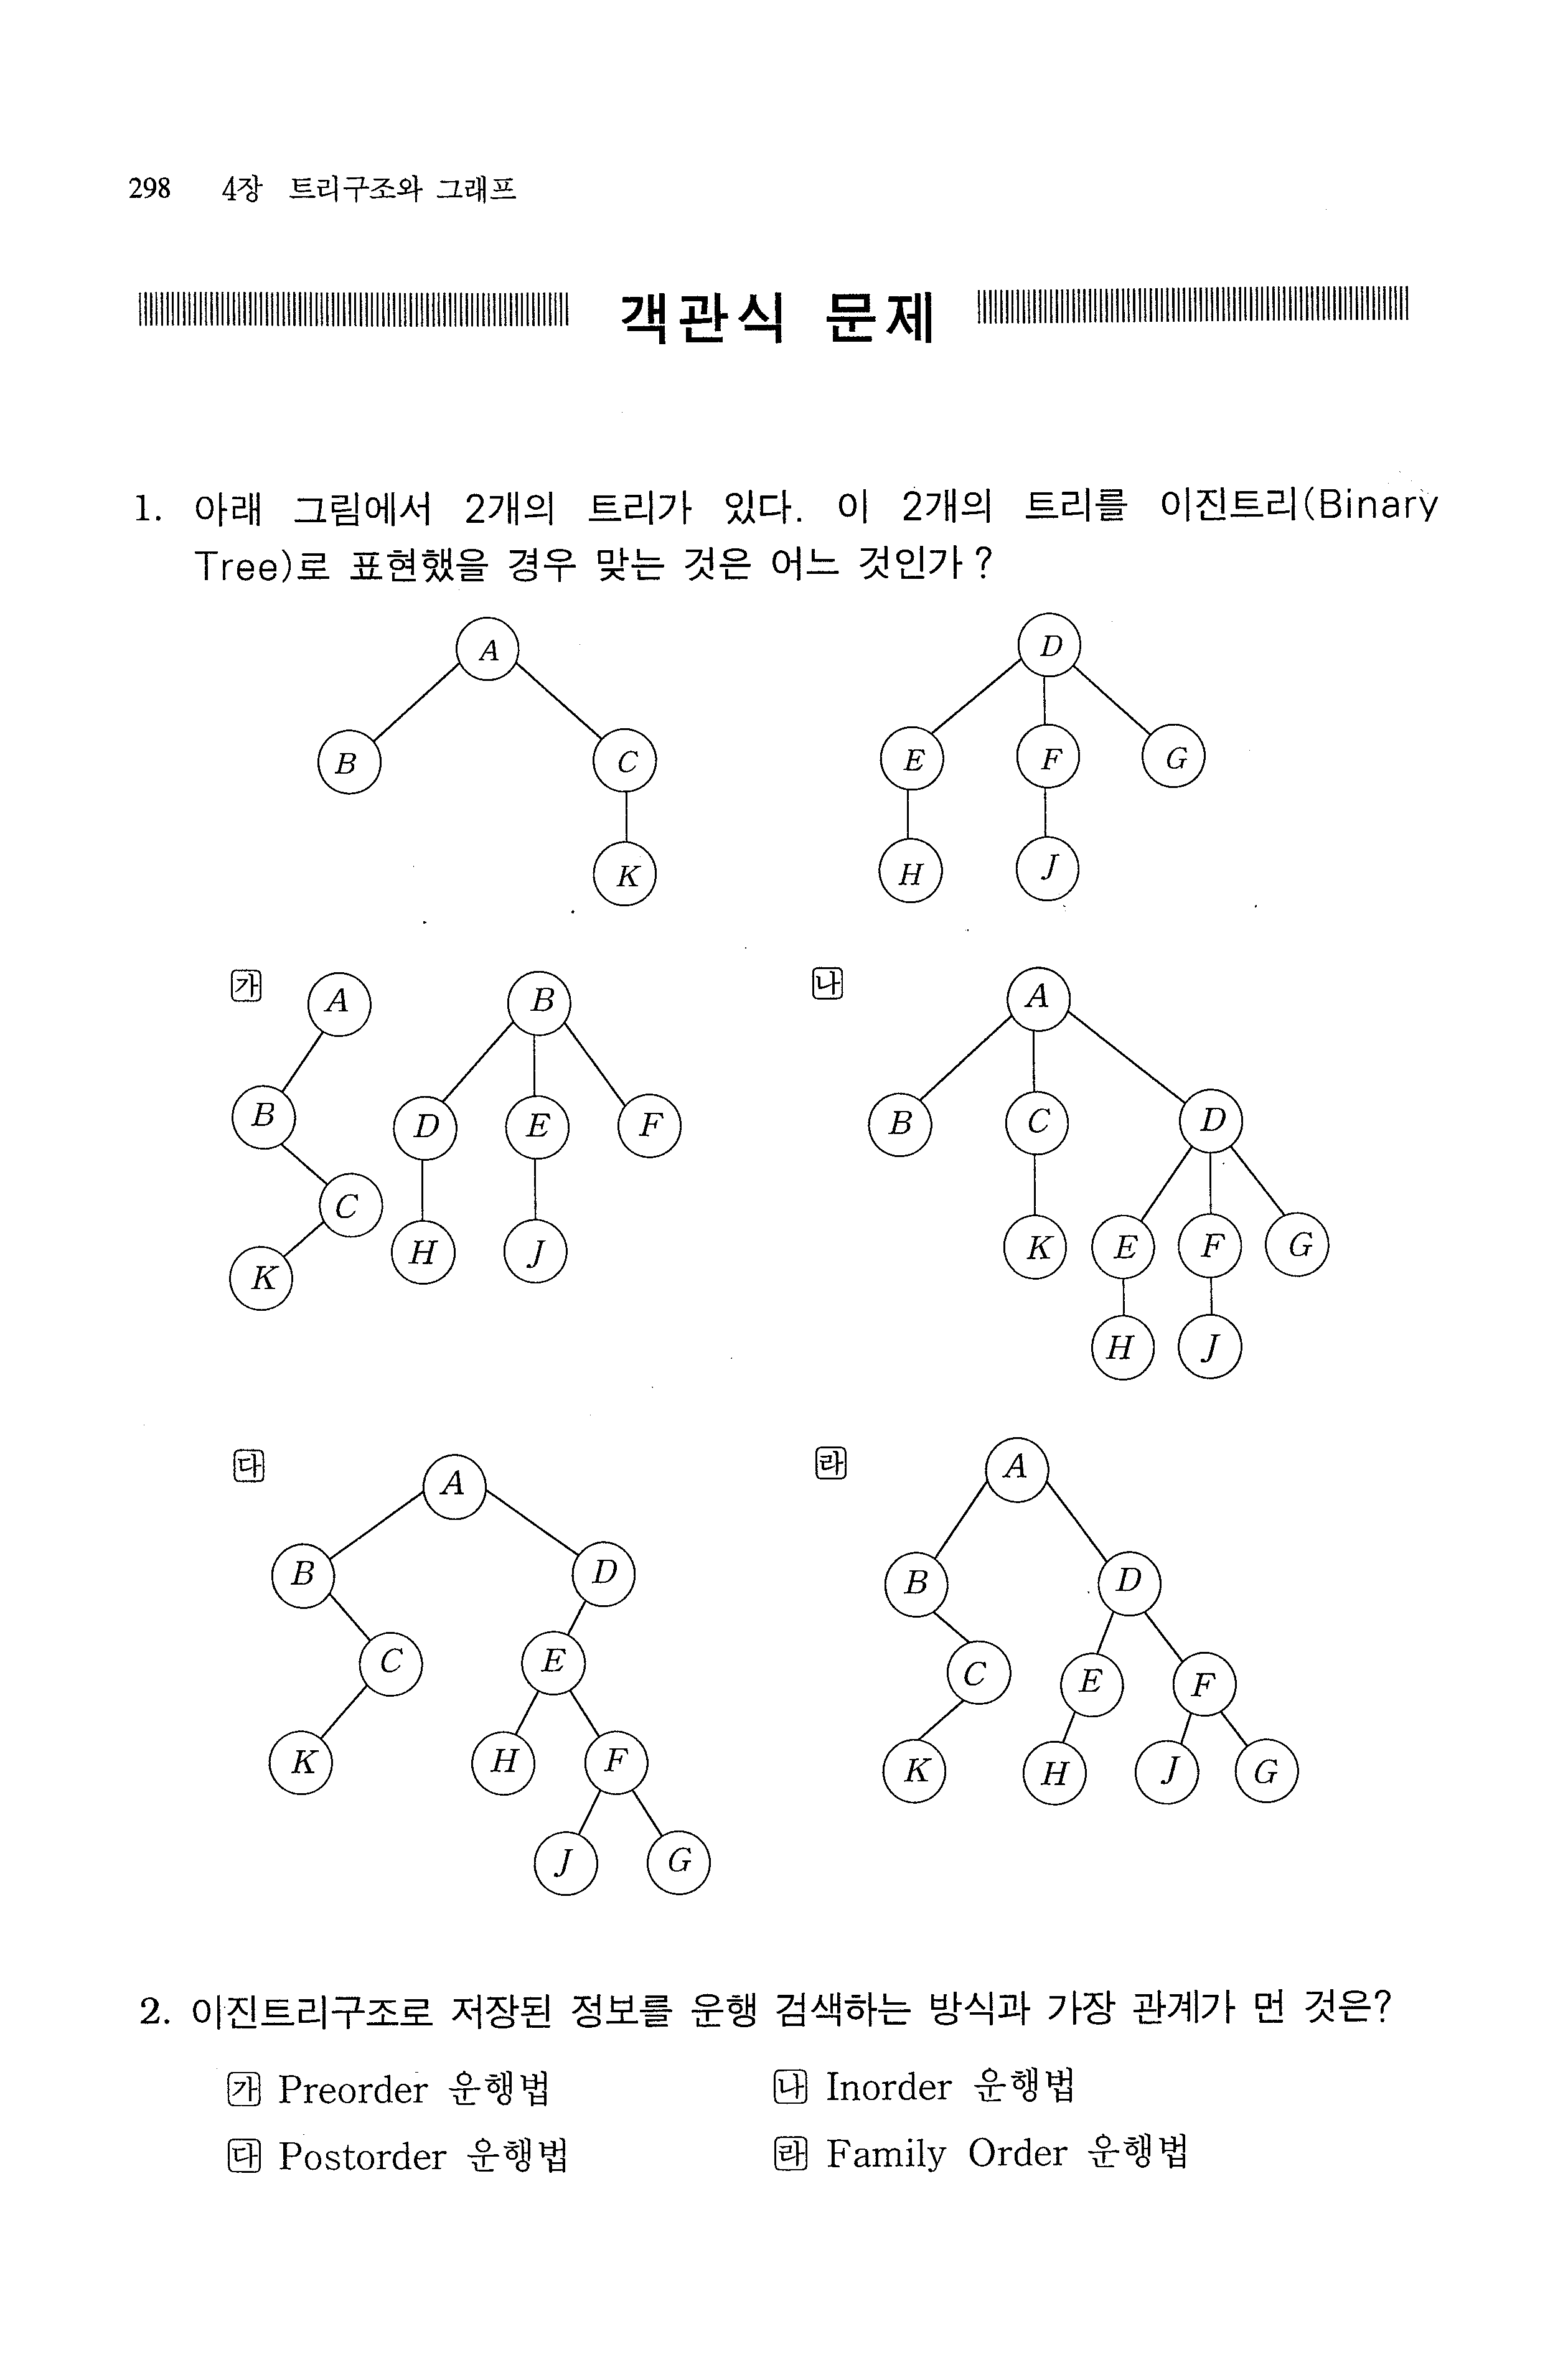 298 4장 트리구조와 그래프
객관식 문제
1. 아래 그림에서 2개의 트리가 있다. 이 2개의 트리를 이진트리(Binary
Tree)로 표현했을 경우 맞는 것은 어느 것인가?
A D
B C E F G
K H J
가 A B 나 A
B D E F B C D
C H J K E F G
K H J
다 A 라 A
B D B D
C E C E F
K H F K H J G
J G
2. 이진트리구조로 저장된 정보를 운행 검색하는 방식과 가장 관계가 먼 것은?
가 Preorder 운행법 나 Inorder 운행법
다 Postorder 운행법 라 Family Order 운행법